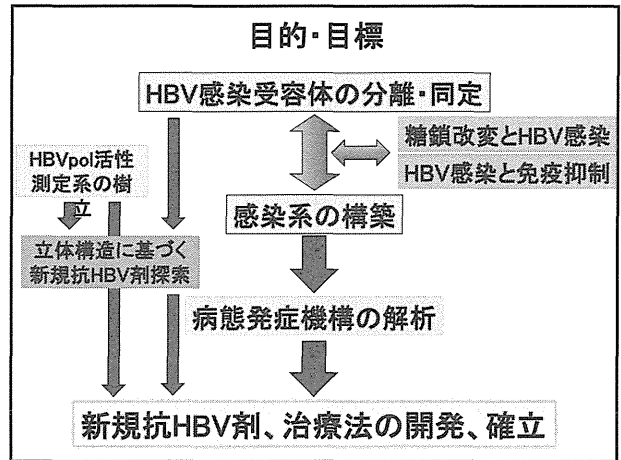 目的・目標
HBV感染受容体の分離・同定
糖鎖改変とHBV感染
HBV感染と免疫抑制
HBVpol活性
測定系の樹
立
感染系の構築
立体構造に基づく
新規抗HBV剤探索
病態発症機構の解析
新規抗HBV剤、治療法の開発、確立